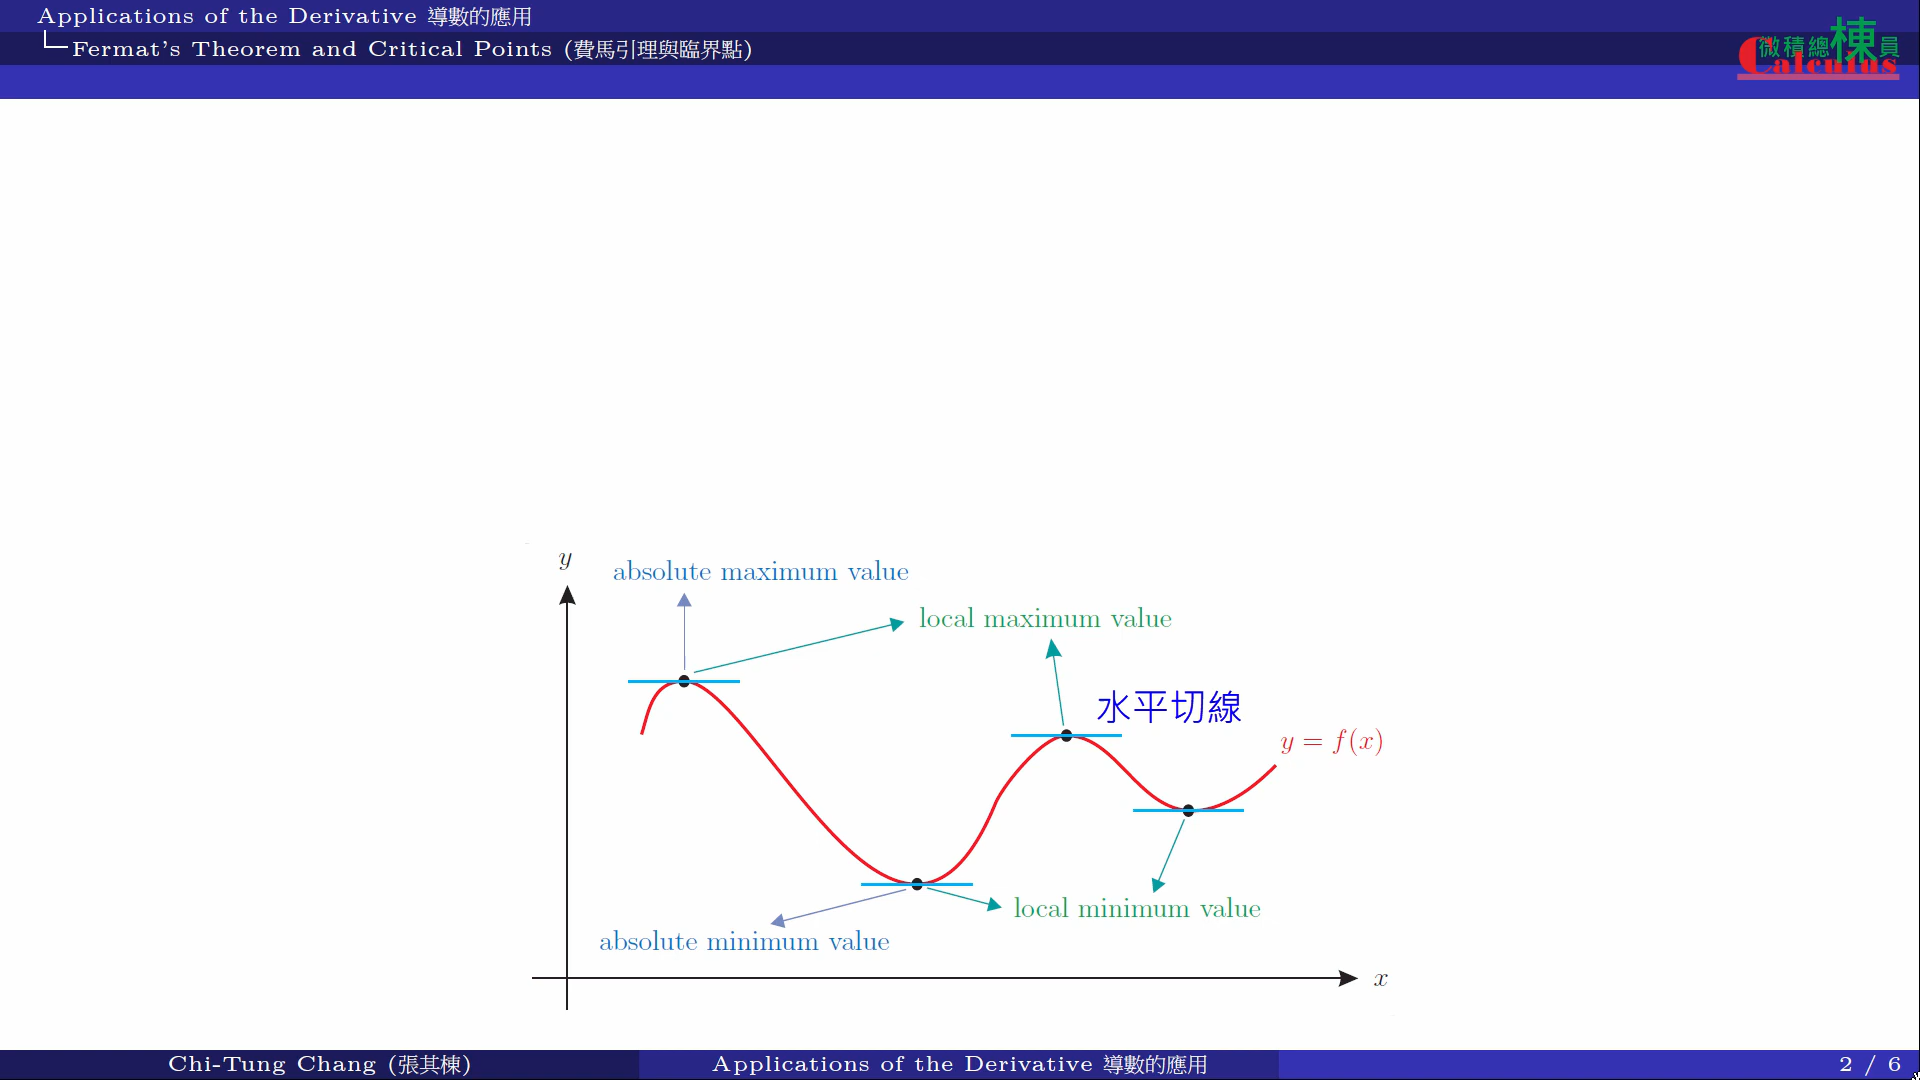 Applications of the Derivative 導數的應用
Fermat's Theorem and Critical Points (費馬引理與臨界點)
微積總棟員
Calculus
y
absolute maximum value
local maximum value
水平切線
y = f(x)
local minimum value
absolute minimum value
x
Chi-Tung Chang (張其棟)
Applications of the Derivative 導數的應用
2 / 6